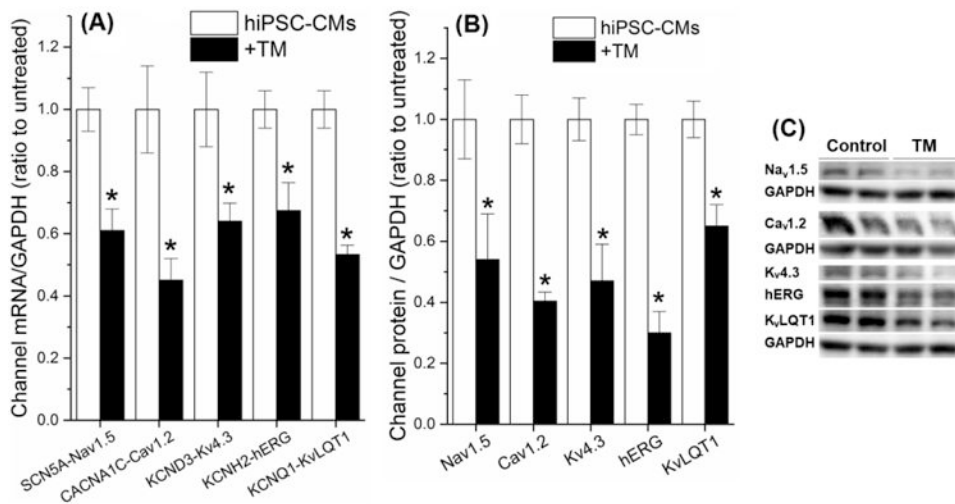 (A)
hiPSC-CMs
+TM
Channel mRNA/GAPDH (ratio to untreated)
1.2
1.0
0.8
0.6
0.4
0.2
0.0
*
*
*
*
*
SCN5A-Nav1.5
CACNA1C-Cav1.2
KCND3-Kv4.3
KCNH2-hERG
KCNQ1-KvLQT1
(B)
hiPSC-CMs
+TM
Channel protein / GAPDH (ratio to untreated)
1.2
1.0
0.8
0.6
0.4
0.2
0.0
*
*
*
*
*
Nav1.5
Cav1.2
Kv4.3
hERG
KvLQT1
(C)
Control TM
Nav1.5
GAPDH
Cav1.2
GAPDH
Kv4.3
hERG
KvLQT1
GAPDH